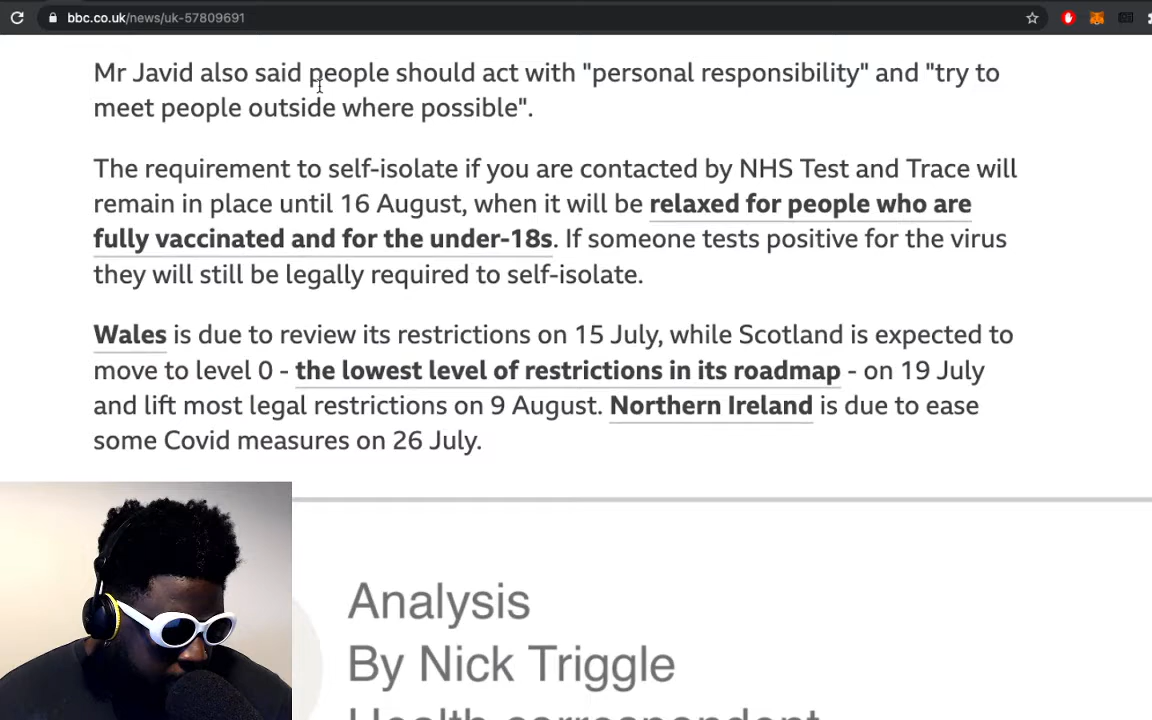 bbc.co.uk/news/uk-57809691
Mr Javid also said people should act with "personal responsibility" and "try to
meet people outside where possible".
The requirement to self-isolate if you are contacted by NHS Test and Trace will
remain in place until 16 August, when it will be relaxed for people who are
fully vaccinated and for the under-18s. If someone tests positive for the virus
they will still be legally required to self-isolate.
Wales is due to review its restrictions on 15 July, while Scotland is expected to
move to level 0 - the lowest level of restrictions in its roadmap - on 19 July
and lift most legal restrictions on 9 August. Northern Ireland is due to ease
some Covid measures on 26 July.
Analysis
By Nick Triggle
Health correspondent